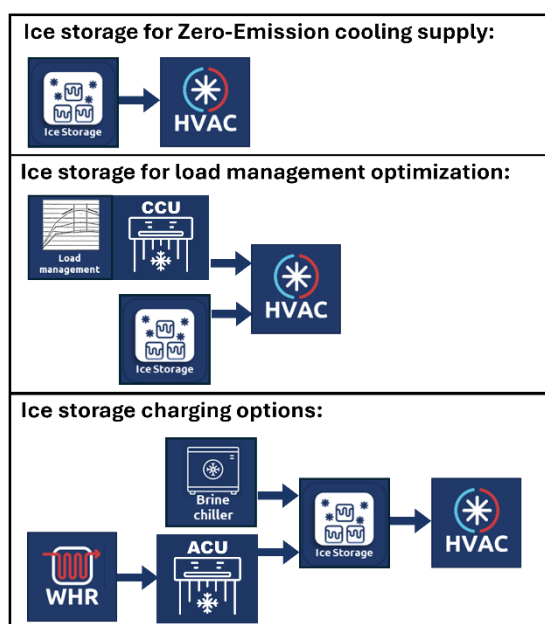 Ice storage for Zero-Emission cooling supply:
Ice Storage
HVAC
Ice storage for load management optimization:
CCU
Load
management
HVAC
Ice Storage
Ice storage charging options:
Brine
chiller
Ice Storage
HVAC
WHR
ACU